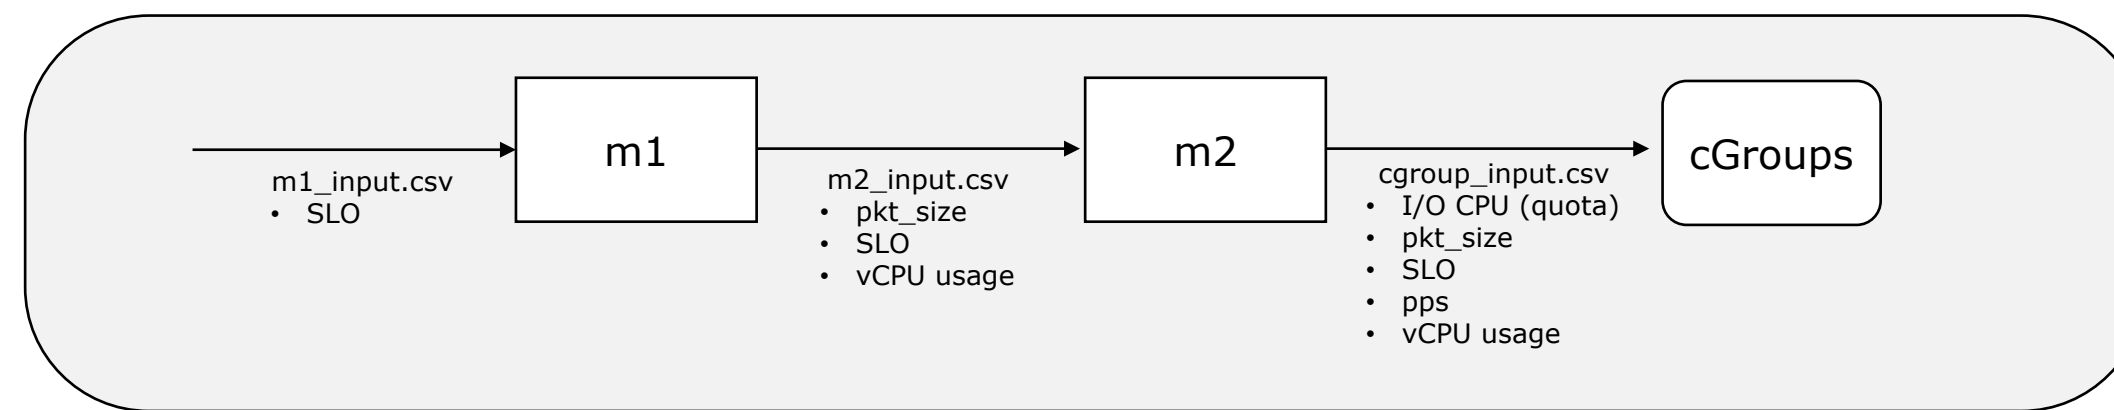 m1
m2
cGroups
m1_input.csv
• SLO
m2_input.csv
• pkt_size
• SLO
• vCPU usage
cgroup_input.csv
• I/O CPU (quota)
• pkt_size
• SLO
• pps
• vCPU usage